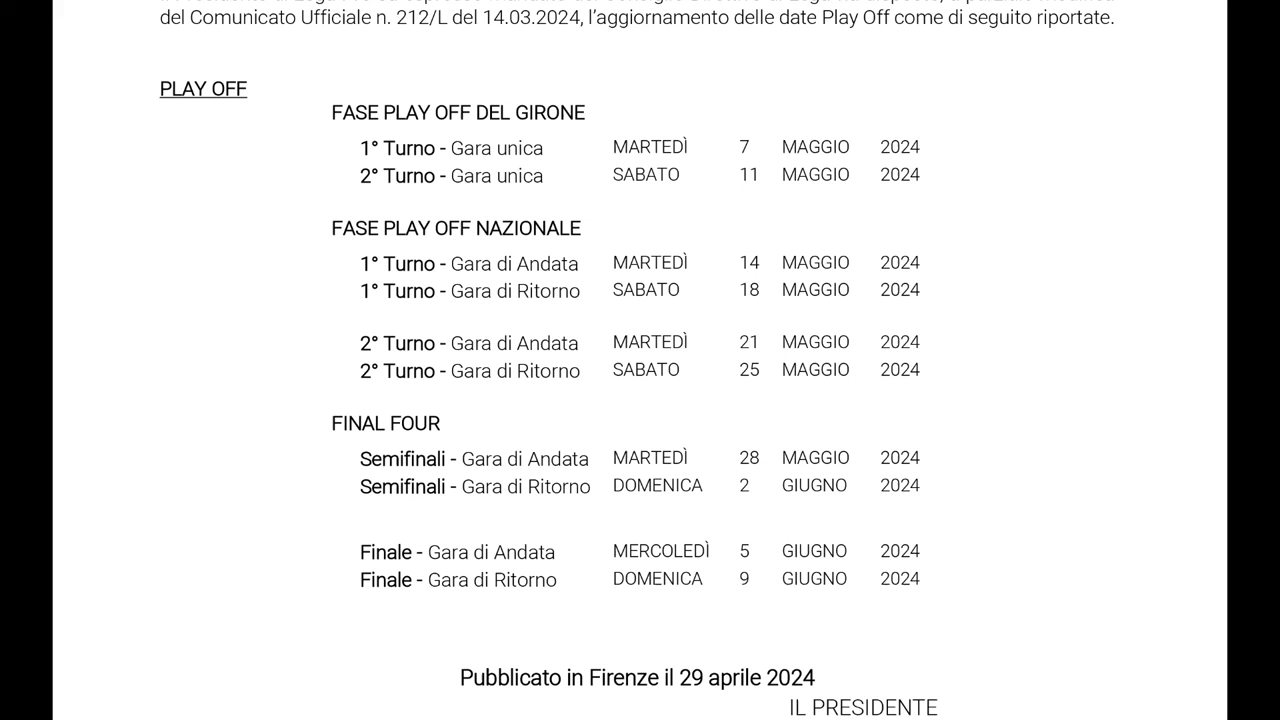 del Comunicato Ufficiale n. 212/L del 14.03.2024, l’aggiornamento delle date Play Off come di seguito riportate.
PLAY OFF
FASE PLAY OFF DEL GIRONE
1° Turno - Gara unica MARTEDÌ 7 MAGGIO 2024
2° Turno - Gara unica SABATO 11 MAGGIO 2024
FASE PLAY OFF NAZIONALE
1° Turno - Gara di Andata MARTEDÌ 14 MAGGIO 2024
1° Turno - Gara di Ritorno SABATO 18 MAGGIO 2024
2° Turno - Gara di Andata MARTEDÌ 21 MAGGIO 2024
2° Turno - Gara di Ritorno SABATO 25 MAGGIO 2024
FINAL FOUR
Semifinali - Gara di Andata MARTEDÌ 28 MAGGIO 2024
Semifinali - Gara di Ritorno DOMENICA 2 GIUGNO 2024
Finale - Gara di Andata MERCOLEDÌ 5 GIUGNO 2024
Finale - Gara di Ritorno DOMENICA 9 GIUGNO 2024
Pubblicato in Firenze il 29 aprile 2024
IL PRESIDENTE